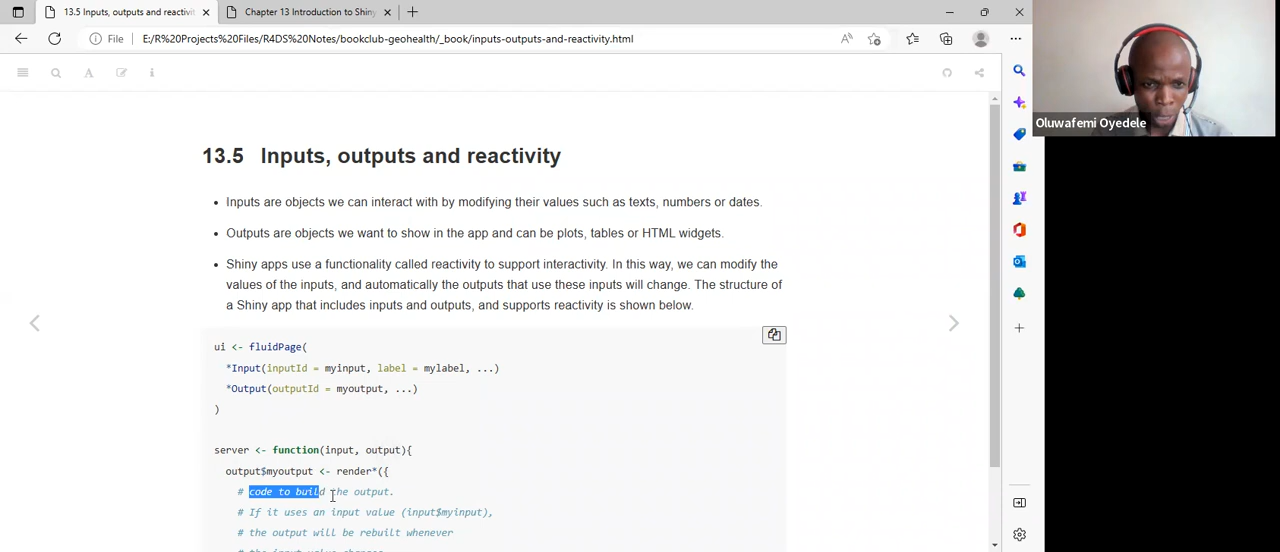 13.5 Inputs, outputs and reactivit
Chapter 13 Introduction to Shiny
File
E:/R%20Projects%20Files/R4DS%20Notes/bookclub-geohealth/_book/inputs-outputs-and-reactivity.html
Oluwafemi Oyedele
13.5 Inputs, outputs and reactivity
• Inputs are objects we can interact with by modifying their values such as texts, numbers or dates.
• Outputs are objects we want to show in the app and can be plots, tables or HTML widgets.
• Shiny apps use a functionality called reactivity to support interactivity. In this way, we can modify the
values of the inputs, and automatically the outputs that use these inputs will change. The structure of
a Shiny app that includes inputs and outputs, and supports reactivity is shown below.
ui <- fluidPage(
*Input(inputId = myinput, label = mylabel, ...)
*Output(outputId = myoutput, ...)
)
server <- function(input, output){
output$myoutput <- render*({
# code to build the output.
# If it uses an input value (input$myinput),
# the output will be rebuilt whenever
# the input value changes